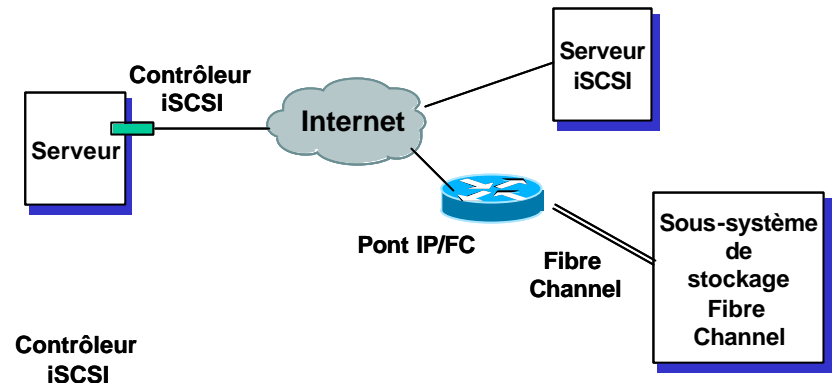 Serveur
Contrôleur
iSCSI
Internet
Serveur
iSCSI
Pont IP/FC
Fibre
Channel
Sous-système
de
stockage
Fibre
Channel
Contrôleur
iSCSI